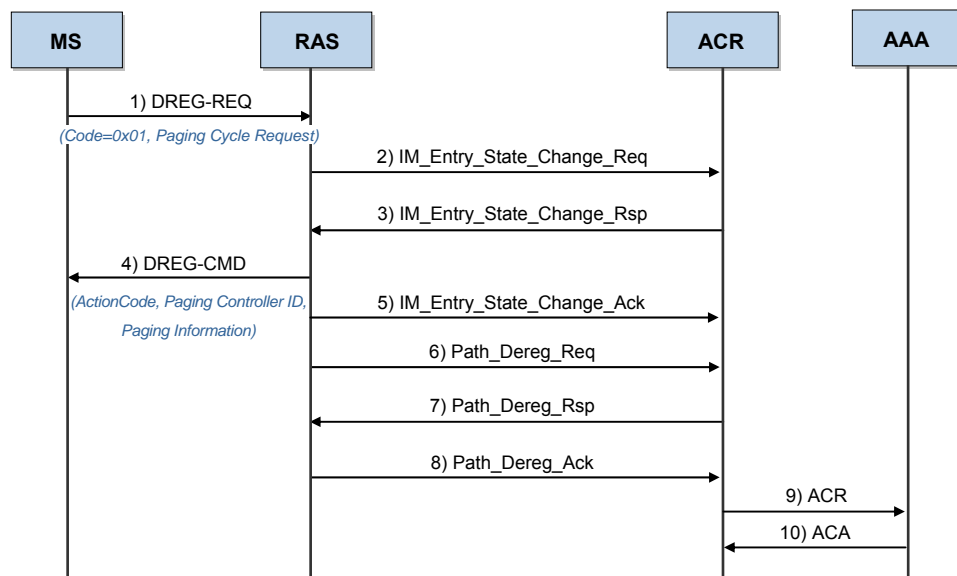 MS
RAS
ACR
AAA
1) DREG-REQ
(Code=0x01, Paging Cycle Request)
2) IM_Entry_State_Change_Req
3) IM_Entry_State_Change_Rsp
4) DREG-CMD
(ActionCode, Paging Controller ID,
Paging Information)
5) IM_Entry_State_Change_Ack
6) Path_Dereg_Req
7) Path_Dereg_Rsp
8) Path_Dereg_Ack
9) ACR
10) ACA